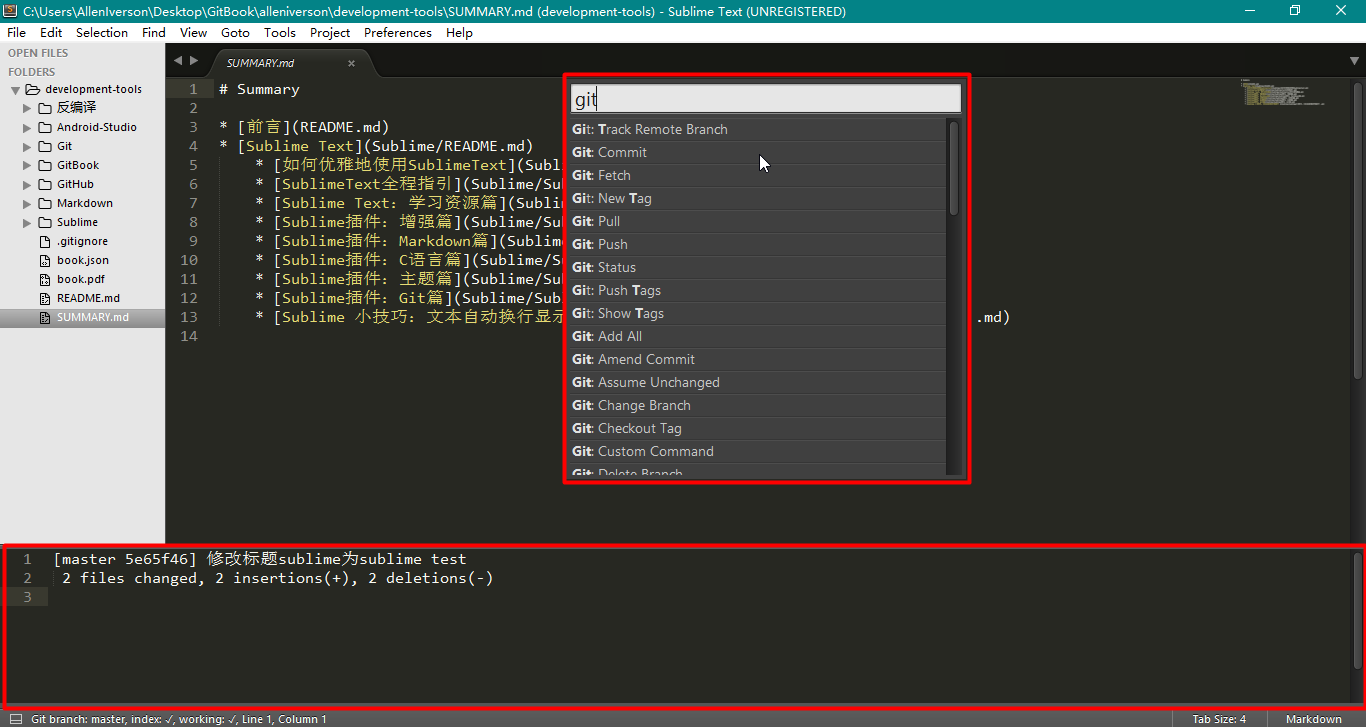 C:\Users\AllenIverson\Desktop\GitBook\alleniverson\development-tools\SUMMARY.md (development-tools) - Sublime Text (UNREGISTERED)
File Edit Selection Find View Goto Tools Project Preferences Help
OPEN FILES
FOLDERS
development-tools
反编译
Android-Studio
Git
GitBook
GitHub
Markdown
Sublime
.gitignore
book.json
book.pdf
README.md
SUMMARY.md
SUMMARY.md
1 # Summary
2
3 * [前言](README.md)
4 * [Sublime Text](Sublime/README.md)
5 * [如何优雅地使用SublimeText](Subl
6 * [SublimeText全程指引](Sublime/Su
7 * [Sublime Text: 学习资源篇](Sublim
8 * [Sublime插件: 增强篇](Sublime/Sub
9 * [Sublime插件: Markdown篇](Sublime
10 * [Sublime插件: C语言篇](Sublime/S
11 * [Sublime插件: 主题篇](Sublime/Sub
12 * [Sublime插件: Git篇](Sublime/Sub
13 * [Sublime 小技巧: 文本自动换行显示 .md)
14
git
Git: Track Remote Branch
Git: Commit
Git: Fetch
Git: New Tag
Git: Pull
Git: Push
Git: Status
Git: Push Tags
Git: Show Tags
Git: Add All
Git: Amend Commit
Git: Assume Unchanged
Git: Change Branch
Git: Checkout Tag
Git: Custom Command
Git: Delete Branch
1 [master 5e65f46] 修改标题sublime为sublime test
2 2 files changed, 2 insertions(+), 2 deletions(-)
3
Git branch: master, index: ✓, working: ✓, Line 1, Column 1 Tab Size: 4 Markdown